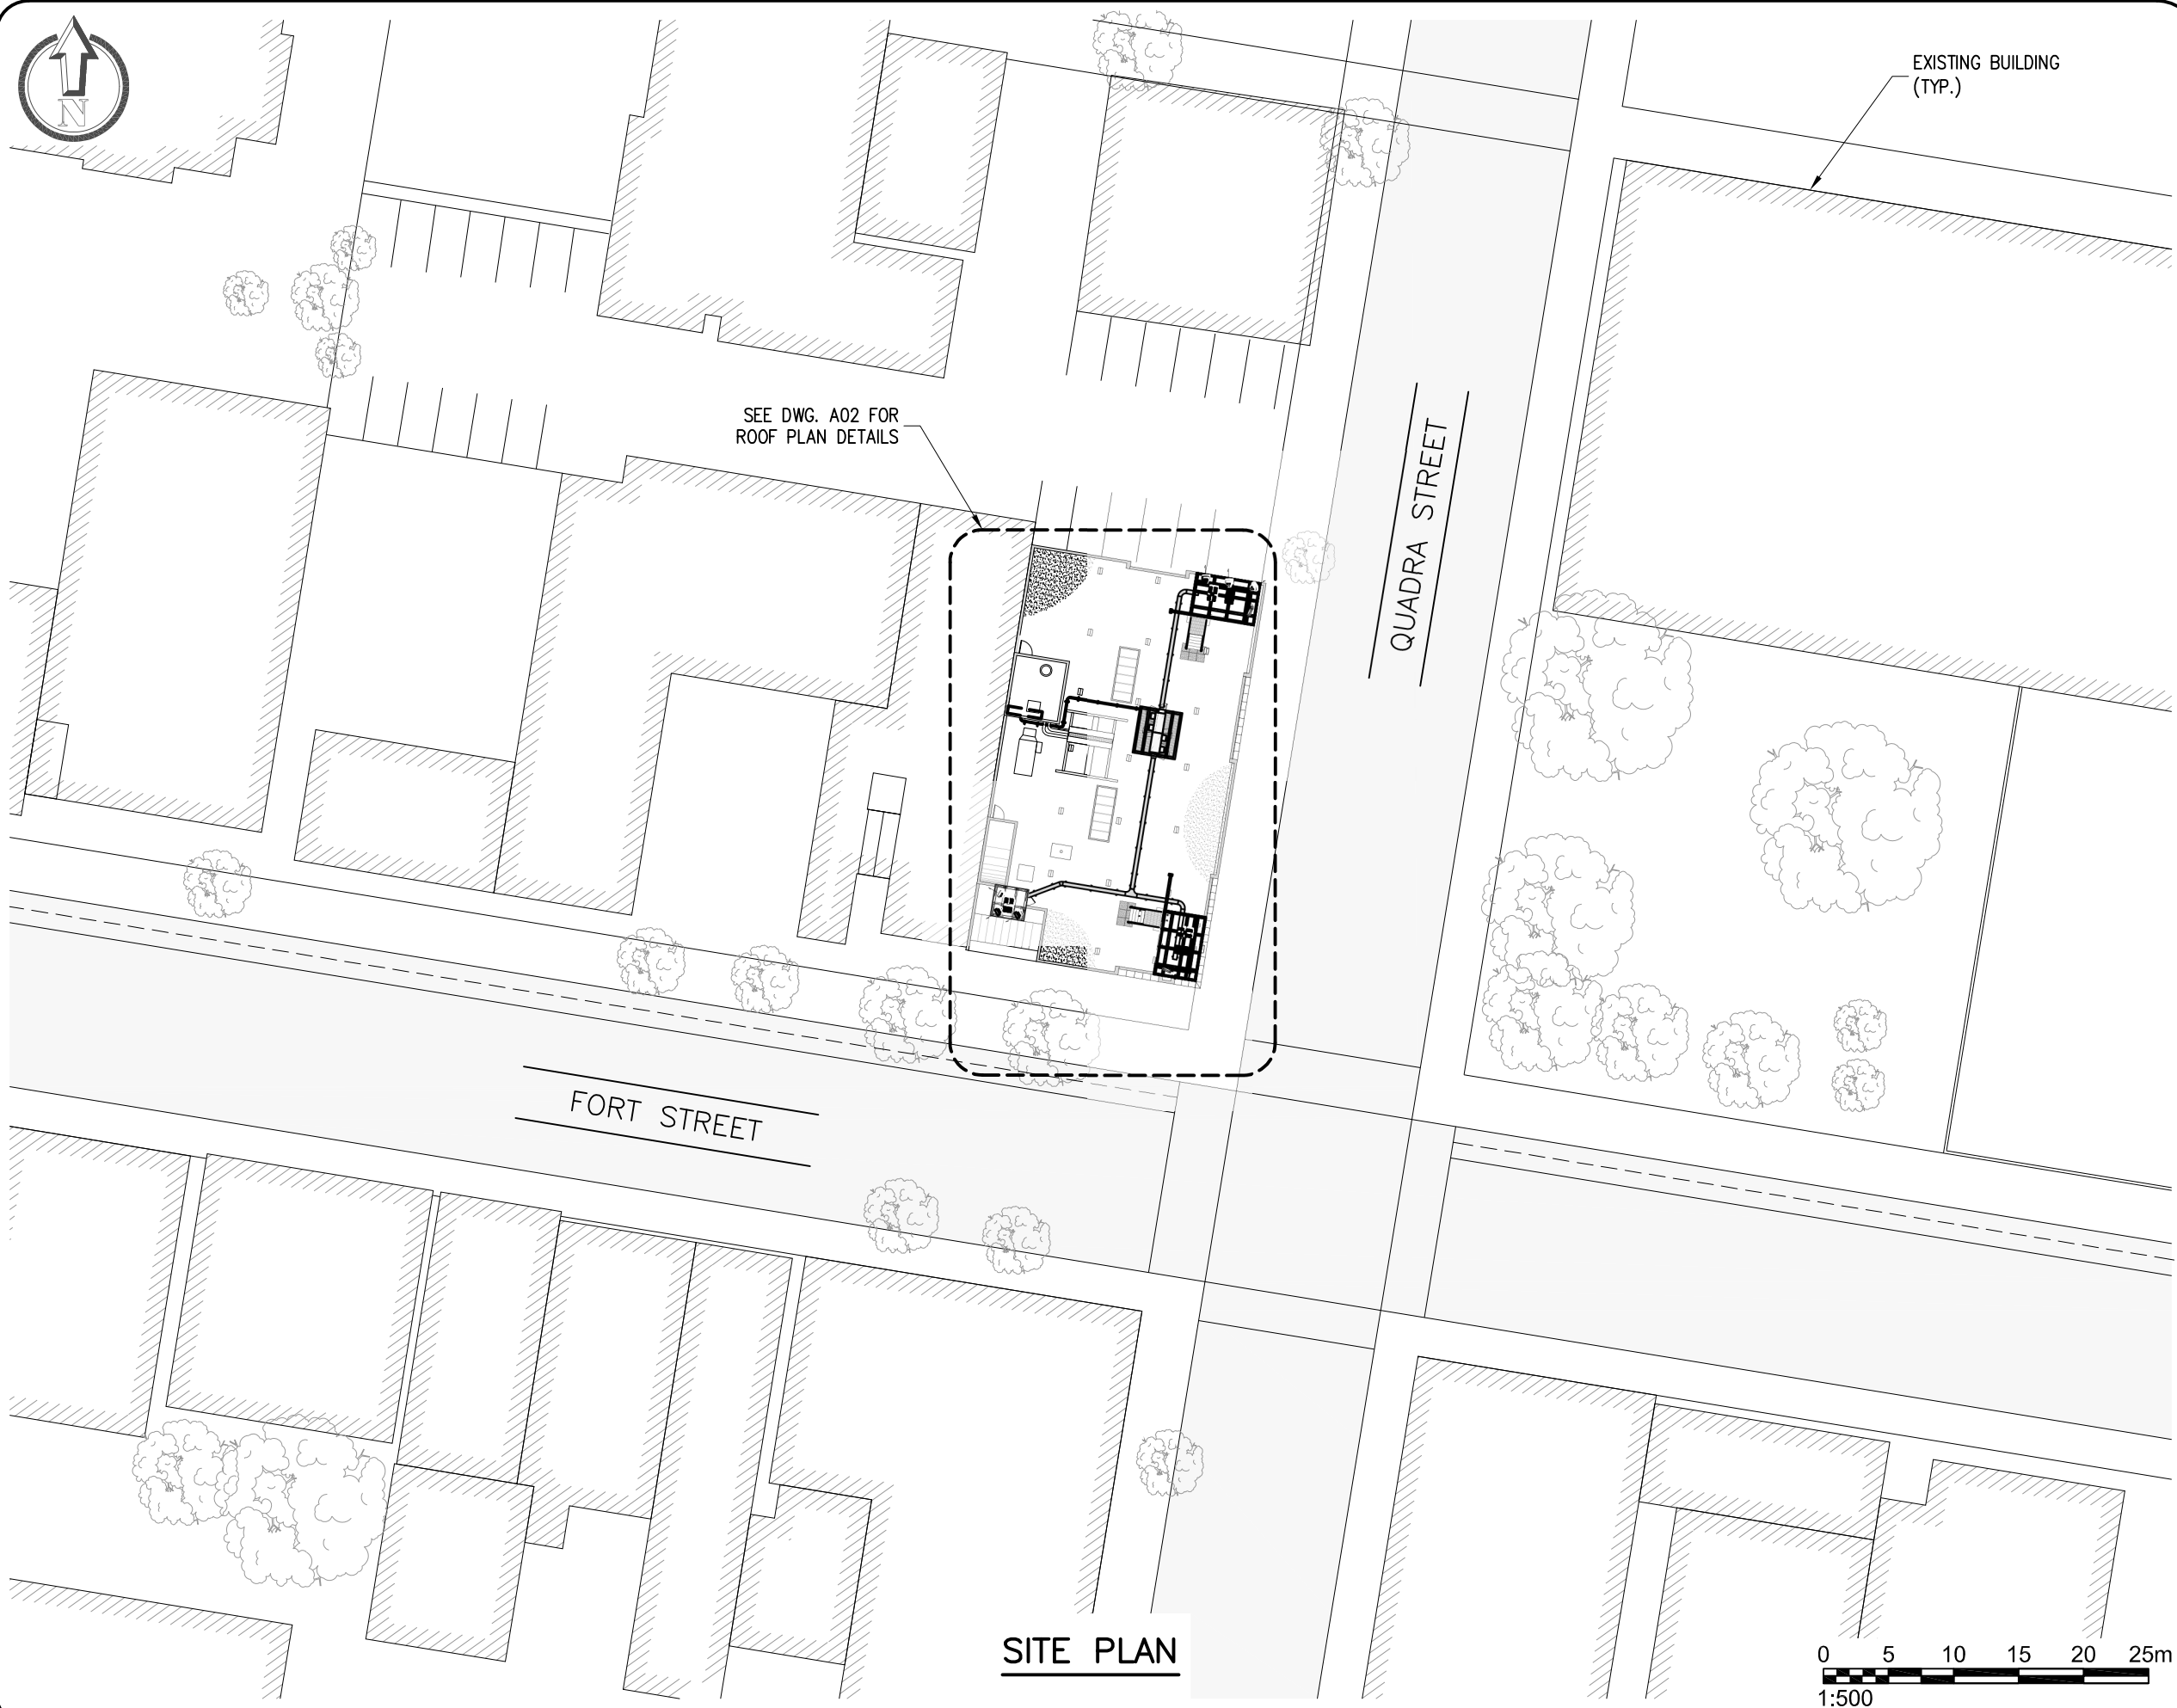 N
EXISTING BUILDING
(TYP.)
SEE DWG. A02 FOR
ROOF PLAN DETAILS
QUADRA STREET
FORT STREET
SITE PLAN
0 5 10 15 20 25m
1:500